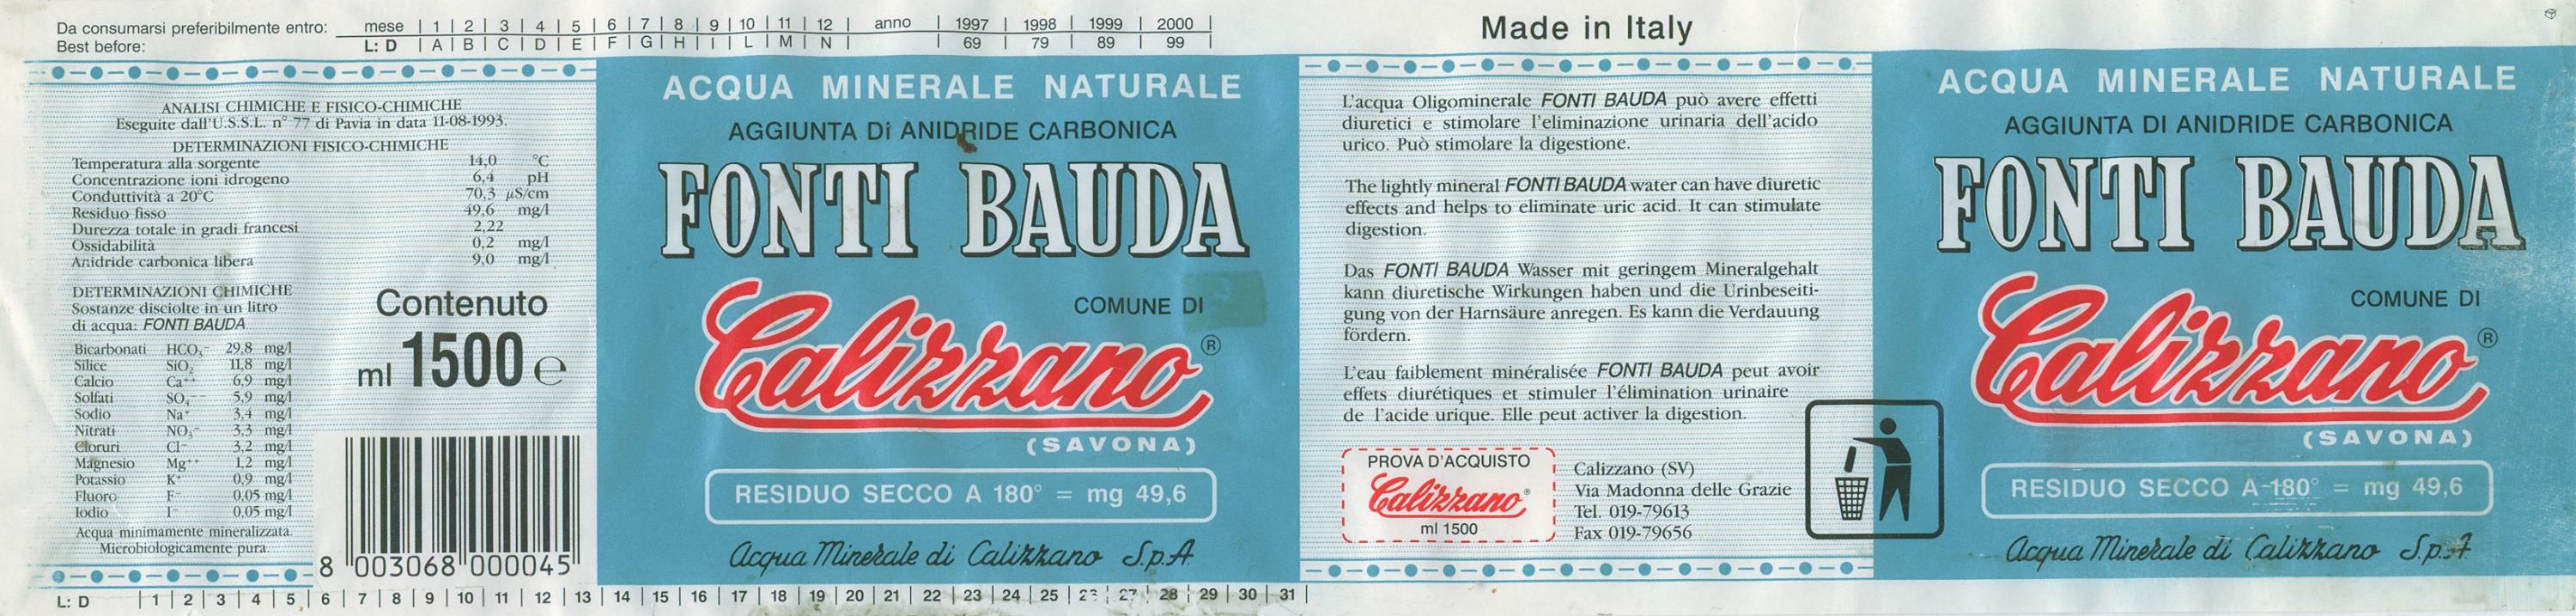 Da consumarsi preferibilmente entro: mese | 1 | 2 | 3 | 4 | 5 | 6 | 7 | 8 | 9 | 10 | 11 | 12 | anno | 1997 | 1998 | 1999 | 2000 |
Best before: L: D | A | B | C | D | E | F | G | H | I | L | M | N | | 69 | 79 | 89 | 99 |
ANALISI CHIMICHE E FISICO-CHIMICHE
Eseguite dall'U.S.S.L. n° 77 di Pavia in data 11-08-1993.
DETERMINAZIONI FISICO-CHIMICHE
Temperatura alla sorgente 14,0 °C
Concentrazione ioni idrogeno 6,4 pH
Conduttività a 20°C 70,3 µS/cm
Residuo fisso 49,6 mg/l
Durezza totale in gradi francesi 2,22
Ossidabilità 0,2 mg/l
Anidride carbonica libera 9,0 mg/l
DETERMINAZIONI CHIMICHE
Sostanze disciolte in un litro
di acqua: FONTI BAUDA
Bicarbonati HCO₃⁻ 29,8 mg/l
Silice SiO₂ 11,8 mg/l
Calcio Ca⁺⁺ 6,9 mg/l
Solfati SO₄⁻⁻ 5,9 mg/l
Sodio Na⁺ 3,4 mg/l
Nitrati NO₃⁻ 3,3 mg/l
Cloruri Cl⁻ 3,2 mg/l
Magnesio Mg⁺⁺ 1,2 mg/l
Potassio K⁺ 0,9 mg/l
Fluoro F⁻ 0,05 mg/l
Iodio I⁻ 0,05 mg/l
Acqua minimamente mineralizzata.
Microbiologicamente pura.
Contenuto
ml 1500 e
8 003068 000045
L: D | 1 | 2 | 3 | 4 | 5 | 6 | 7 | 8 | 9 | 10 | 11 | 12 | 13 | 14 | 15 | 16 | 17 | 18 | 19 | 20 | 21 | 22 | 23 | 24 | 25 | 26 | 27 | 28 | 29 | 30 | 31 |
ACQUA MINERALE NATURALE
AGGIUNTA Di ANIDRIDE CARBONICA
FONTI BAUDA
COMUNE DI
Calizzano®
(SAVONA)
RESIDUO SECCO A 180° = mg 49,6
Acqua Minerale di Calizzano S.p.A.
Made in Italy
L'acqua Oligominerale FONTI BAUDA può avere effetti
diuretici e stimolare l'eliminazione urinaria dell'acido
urico. Può stimolare la digestione.
The lightly mineral FONTI BAUDA water can have diuretic
effects and helps to eliminate uric acid. It can stimulate
digestion.
Das FONTI BAUDA Wasser mit geringem Mineralgehalt
kann diuretische Wirkungen haben und die Urinbeseiti-
gung von der Harnsäure anregen. Es kann die Verdauung
fördern.
L'eau faiblement minéralisée FONTI BAUDA peut avoir
effets diurétiques et stimuler l'élimination urinaire
de l'acide urique. Elle peut activer la digestion.
PROVA D'ACQUISTO
Calizzano®
ml 1500
Calizzano (SV)
Via Madonna delle Grazie
Tel. 019-79613
Fax 019-79656
ACQUA MINERALE NATURALE
AGGIUNTA DI ANIDRIDE CARBONICA
FONTI BAUDA
COMUNE DI
Calizzano®
(SAVONA)
RESIDUO SECCO A 180° = mg 49,6
Acqua Minerale di Calizzano S.p.A